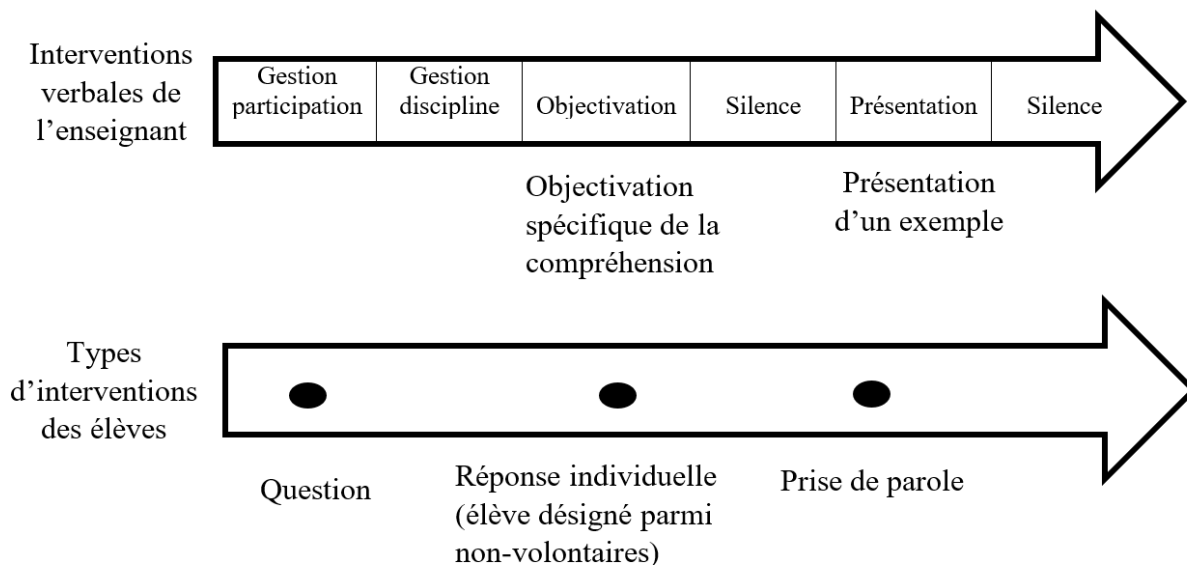 Interventions
verbales de
l’enseignant
Gestion
participation
Gestion
discipline
Objectivation
Silence
Présentation
Silence
Objectivation
spécifique de la
compréhension
Présentation
d’un exemple
Types
d’interventions
des élèves
Question
Réponse individuelle
(élève désigné parmi
non-volontaires)
Prise de parole